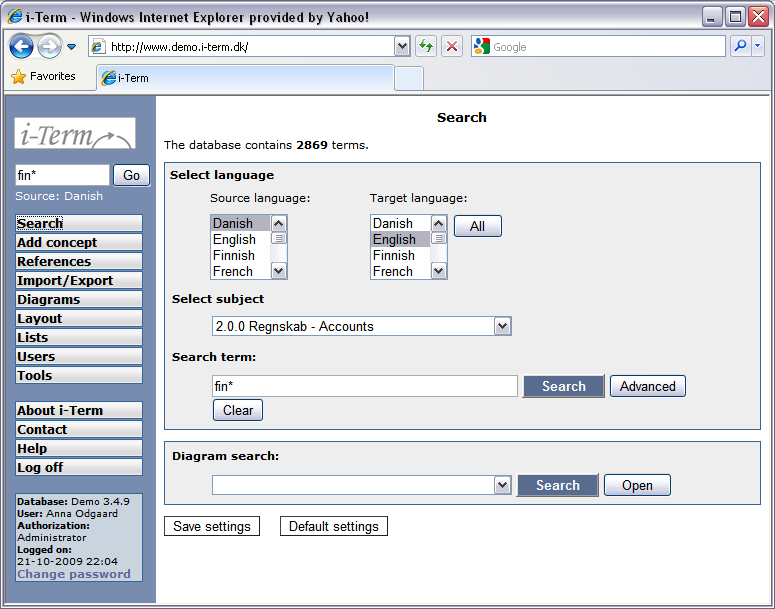 i-Term - Windows Internet Explorer provided by Yahoo!
http://www.demo.i-term.dk/
Google
Favorites
i-Term
i-Term
fin*
Go
Source: Danish
Search
Add concept
References
Import/Export
Diagrams
Layout
Lists
Users
Tools
About i-Term
Contact
Help
Log off
Database: Demo 3.4.9
User: Anna Odgaard
Authorization:
Administrator
Logged on:
21-10-2009 22:04
Change password
Search
The database contains 2869 terms.
Select language
Source language:
Danish
English
Finnish
French
Target language:
Danish
English
Finnish
French
All
Select subject
2.0.0 Regnskab - Accounts
Search term:
fin*
Search
Advanced
Clear
Diagram search:
Search
Open
Save settings
Default settings